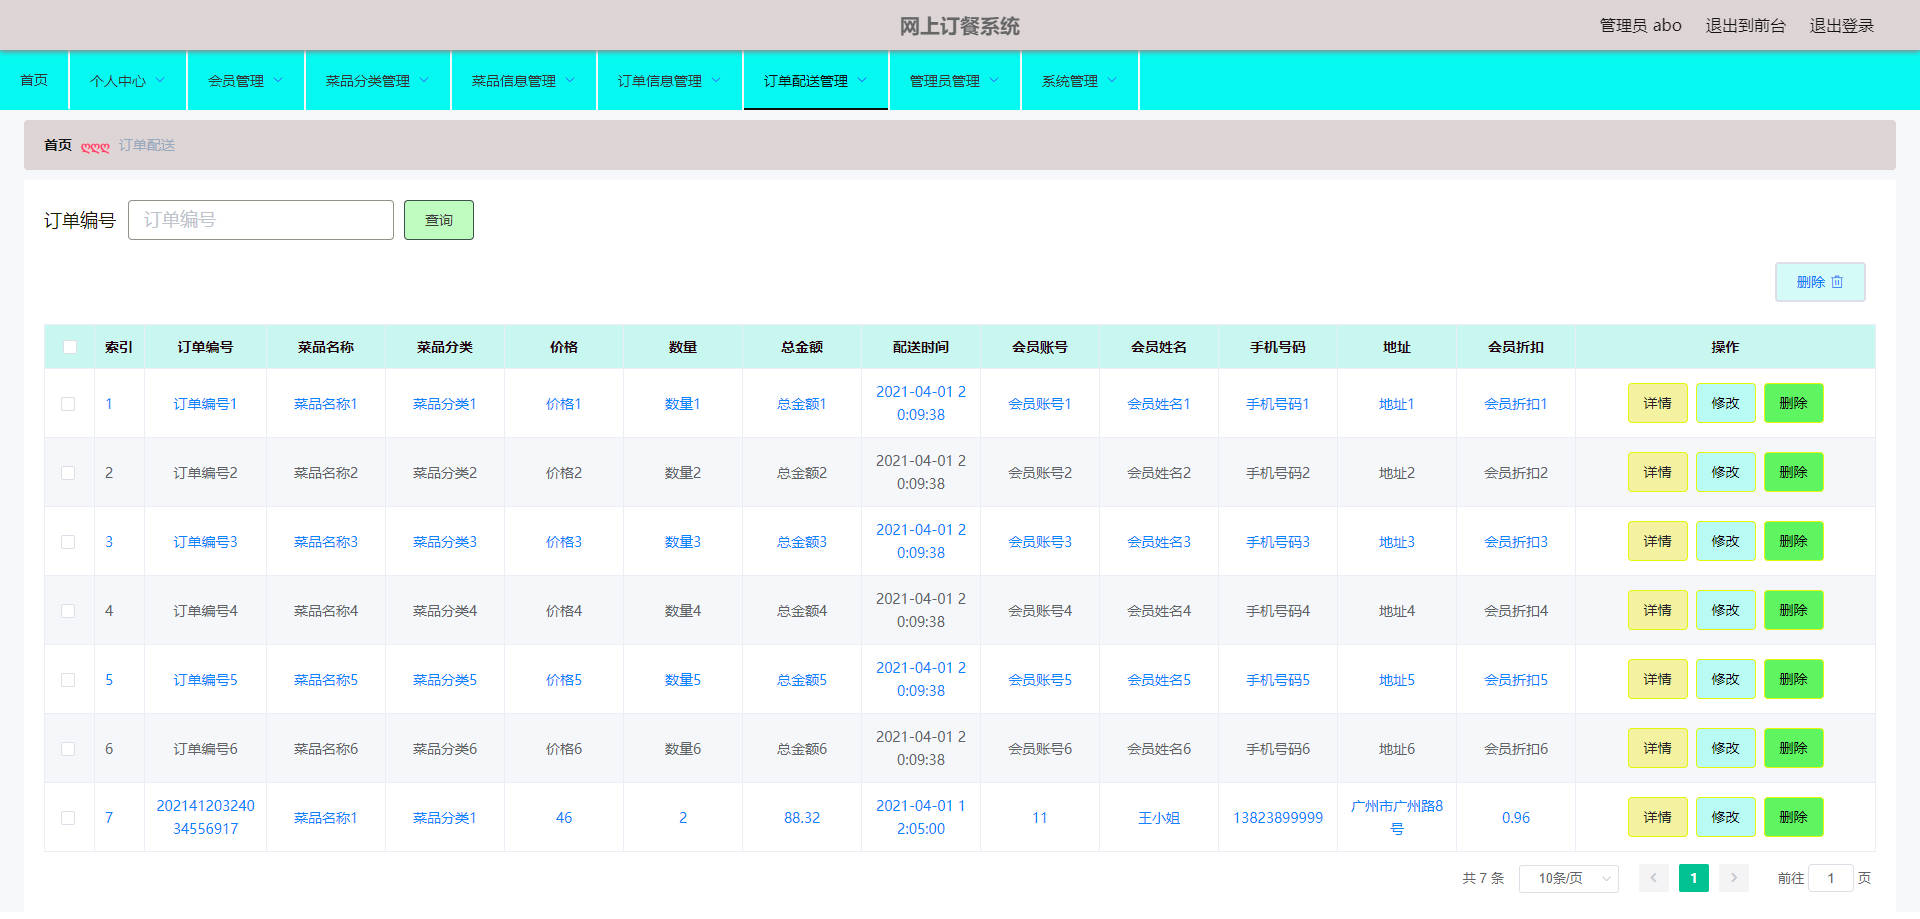 网上订餐系统
管理员 abo 退出到前台 退出登录
首页 个人中心 会员管理 菜品分类管理 菜品信息管理 订单信息管理 订单配送管理 管理员管理 系统管理
首页 ღღღ 订单配送
订单编号 订单编号 查询
删除
索引 订单编号 菜品名称 菜品分类 价格 数量 总金额 配送时间 会员账号 会员姓名 手机号码 地址 会员折扣 操作
1 订单编号1 菜品名称1 菜品分类1 价格1 数量1 总金额1 2021-04-01 20:09:38 会员账号1 会员姓名1 手机号码1 地址1 会员折扣1 详情 修改 删除
2 订单编号2 菜品名称2 菜品分类2 价格2 数量2 总金额2 2021-04-01 20:09:38 会员账号2 会员姓名2 手机号码2 地址2 会员折扣2 详情 修改 删除
3 订单编号3 菜品名称3 菜品分类3 价格3 数量3 总金额3 2021-04-01 20:09:38 会员账号3 会员姓名3 手机号码3 地址3 会员折扣3 详情 修改 删除
4 订单编号4 菜品名称4 菜品分类4 价格4 数量4 总金额4 2021-04-01 20:09:38 会员账号4 会员姓名4 手机号码4 地址4 会员折扣4 详情 修改 删除
5 订单编号5 菜品名称5 菜品分类5 价格5 数量5 总金额5 2021-04-01 20:09:38 会员账号5 会员姓名5 手机号码5 地址5 会员折扣5 详情 修改 删除
6 订单编号6 菜品名称6 菜品分类6 价格6 数量6 总金额6 2021-04-01 20:09:38 会员账号6 会员姓名6 手机号码6 地址6 会员折扣6 详情 修改 删除
7 20214120324034556917 菜品名称1 菜品分类1 46 2 88.32 2021-04-01 12:05:00 11 王小姐 13823899999 广州市广州路8号 0.96 详情 修改 删除
共 7 条 10条/页 1 前往 1 页